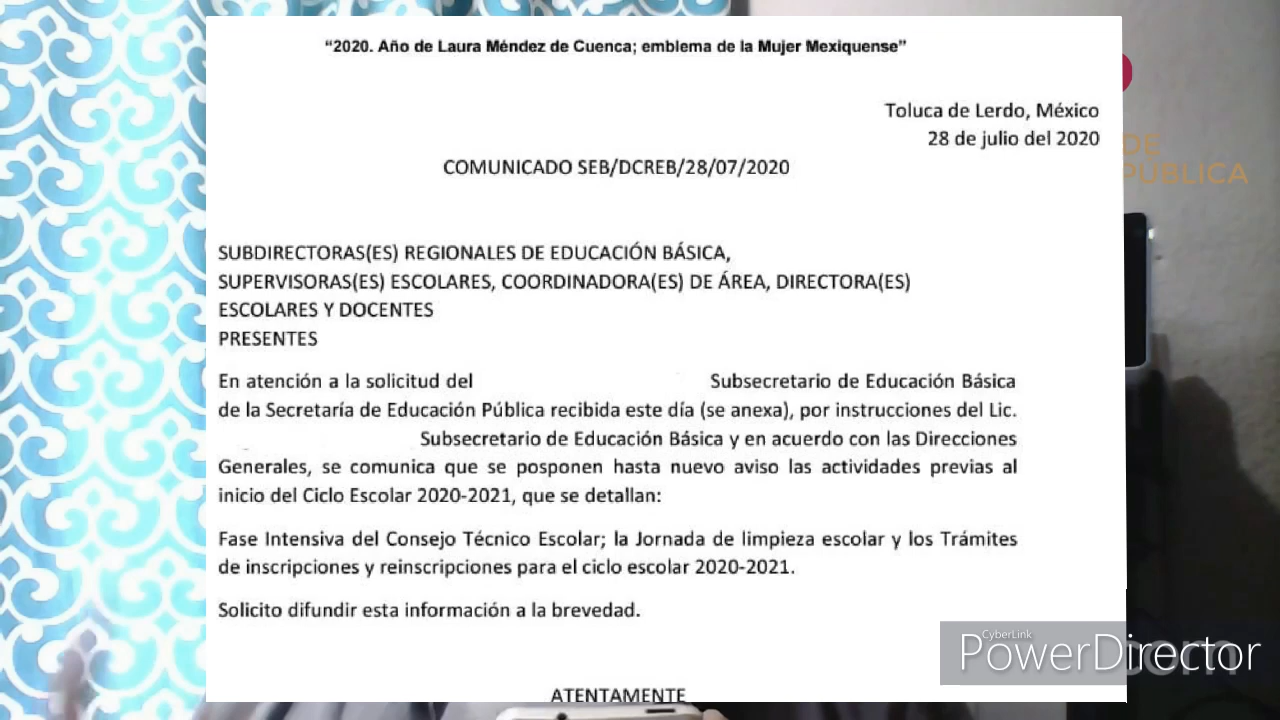 “2020. Año de Laura Méndez de Cuenca; emblema de la Mujer Mexiquense”
Toluca de Lerdo, México
28 de julio del 2020
COMUNICADO SEB/DCREB/28/07/2020
DE
PÚBLICA
SUBDIRECTORAS(ES) REGIONALES DE EDUCACIÓN BÁSICA,
SUPERVISORAS(ES) ESCOLARES, COORDINADORA(ES) DE ÁREA, DIRECTORA(ES)
ESCOLARES Y DOCENTES
PRESENTES
En atención a la solicitud del Subsecretario de Educación Básica
de la Secretaría de Educación Pública recibida este día (se anexa), por instrucciones del Lic.
Subsecretario de Educación Básica y en acuerdo con las Direcciones
Generales, se comunica que se posponen hasta nuevo aviso las actividades previas al
inicio del Ciclo Escolar 2020-2021, que se detallan:
Fase Intensiva del Consejo Técnico Escolar; la Jornada de limpieza escolar y los Trámites
de inscripciones y reinscripciones para el ciclo escolar 2020-2021.
Solicito difundir esta información a la brevedad.
CyberLink
PowerDirector
ATENTAMENTE